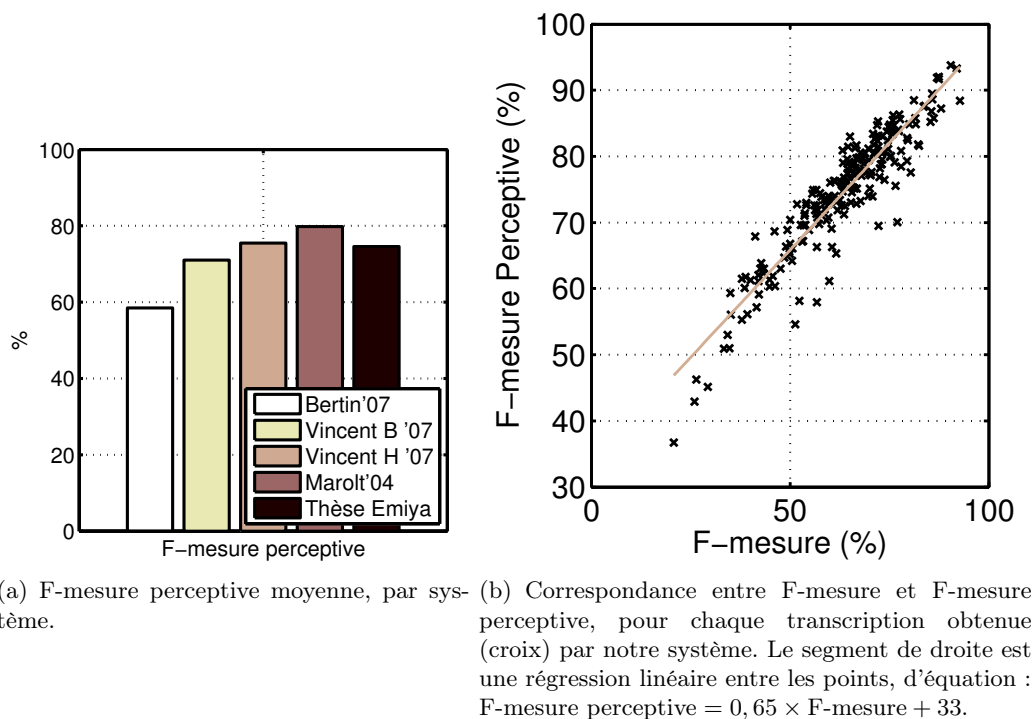 100
80
60
40
20
0
%
Bertin'07
Vincent B '07
Vincent H '07
Marolt'04
Thèse Emiya
F−mesure perceptive
100
90
80
70
60
50
40
30
0
50
100
F−mesure Perceptive (%)
F−mesure (%)
(a) F-mesure perceptive moyenne, par sys-
tème.
(b) Correspondance entre F-mesure et F-mesure
perceptive, pour chaque transcription obtenue
(croix) par notre système. Le segment de droite est
une régression linéaire entre les points, d'équation :
F-mesure perceptive = 0, 65 × F-mesure + 33.